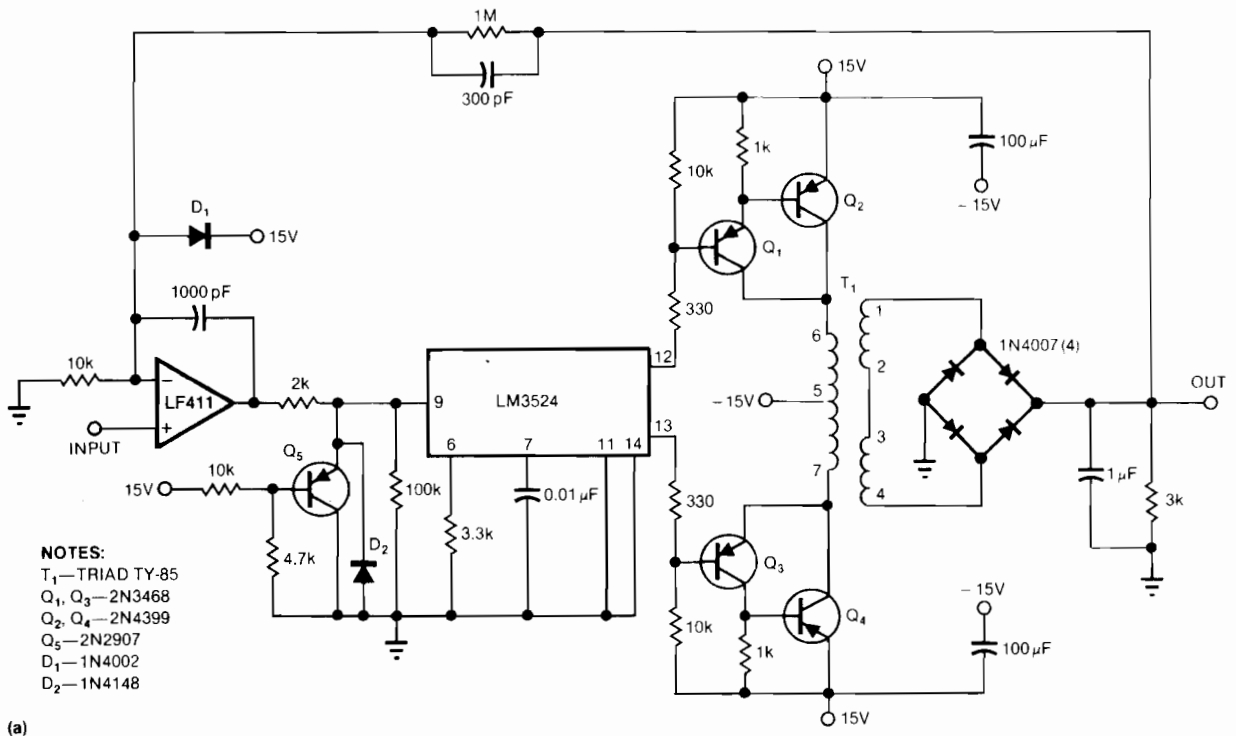 1M
300 pF
15V
10k
1k
100 µF
– 15V
Q2
Q1
D1
15V
1000 pF
330
T1
6
1
1N4007 (4)
10k
–
LF411
2k
9
LM3524
12
2
–15V
5
OUT
INPUT
+
13
3
Q5
6
7
11
14
7
4
15V
10k
100k
0.01 µF
330
1 µF
3k
3.3k
4.7k
D2
Q3
– 15V
10k
Q4
1k
100 µF
15V
NOTES:
T1—TRIAD TY-85
Q1, Q3—2N3468
Q2, Q4—2N4399
Q5—2N2907
D1—1N4002
D2—1N4148
(a)